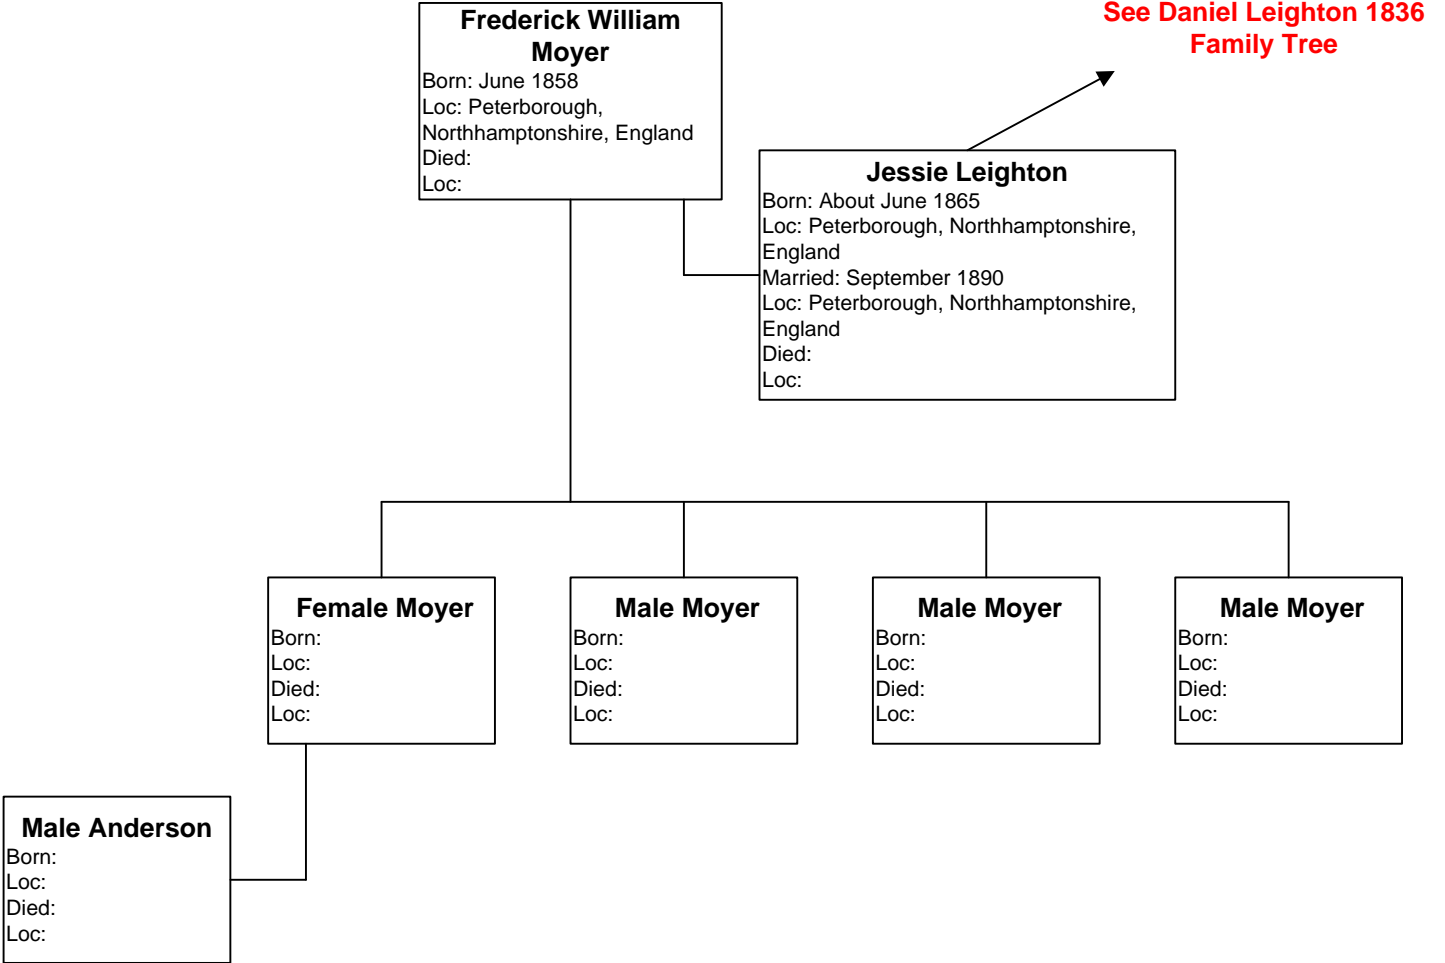 Frederick William
Moyer
Born: June 1858
Loc: Peterborough,
Northhamptonshire, England
Died:
Loc:
See Daniel Leighton 1836
Family Tree
Jessie Leighton
Born: About June 1865
Loc: Peterborough, Northhamptonshire,
England
Married: September 1890
Loc: Peterborough, Northhamptonshire,
England
Died:
Loc:
Female Moyer
Born:
Loc:
Died:
Loc:
Male Moyer
Born:
Loc:
Died:
Loc:
Male Moyer
Born:
Loc:
Died:
Loc:
Male Moyer
Born:
Loc:
Died:
Loc:
Male Anderson
Born:
Loc:
Died:
Loc: